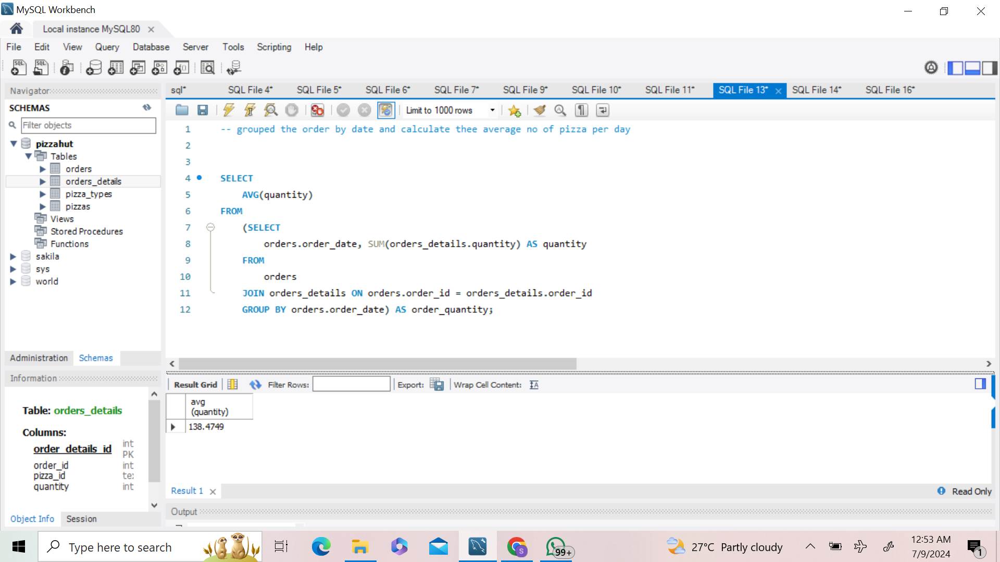 MySQL Workbench
Local instance MySQL80
File Edit View Query Database Server Tools Scripting Help
Navigator
SCHEMAS
Filter objects
pizzahut
Tables
orders
orders_details
pizza_types
pizzas
Views
Stored Procedures
Functions
sakila
sys
world
Administration Schemas
Information
Table: orders_details
Columns:
order_details_id int PK
order_id int
pizza_id te
quantity int
Object Info Session
sql* SQL File 4* SQL File 5* SQL File 6* SQL File 7* SQL File 9* SQL File 10* SQL File 11* SQL File 13* SQL File 14* SQL File 16*
Limit to 1000 rows
1 -- grouped the order by date and calculate thee average no of pizza per day
2
3
4 SELECT
5 AVG(quantity)
6 FROM
7 (SELECT
8 orders.order_date, SUM(orders_details.quantity) AS quantity
9 FROM
10 orders
11 JOIN orders_details ON orders.order_id = orders_details.order_id
12 GROUP BY orders.order_date) AS order_quantity;
Result Grid Filter Rows: Export: Wrap Cell Content:
avg
(quantity)
138.4749
Result 1 Read Only
Output
Type here to search
99+
27°C Partly cloudy
12:53 AM
7/9/2024
1